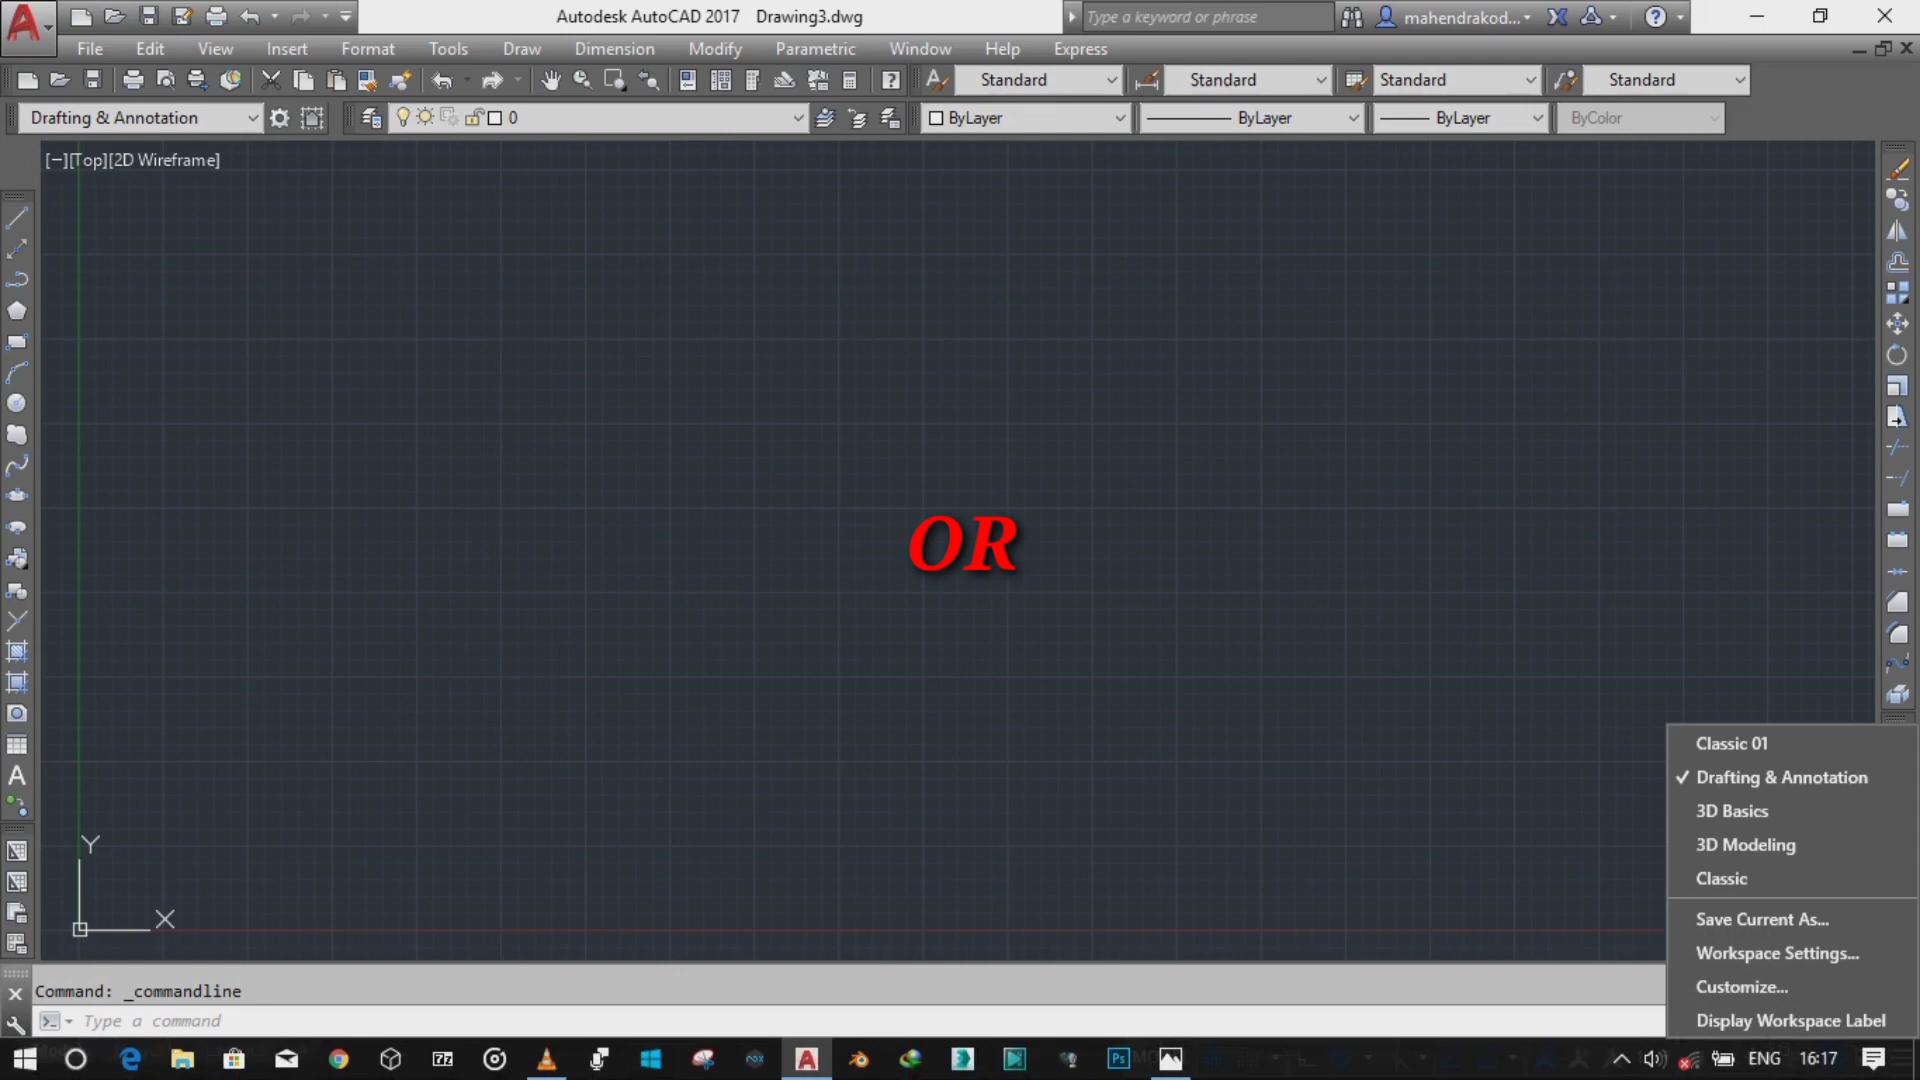 Autodesk AutoCAD 2017 Drawing3.dwg
Type a keyword or phrase
mahendrakod...
File Edit View Insert Format Tools Draw Dimension Modify Parametric Window Help Express
Standard Standard Standard Standard
Drafting & Annotation
0
ByLayer ByLayer ByLayer ByColor
[−][Top][2D Wireframe]
OR
Classic 01
Drafting & Annotation
3D Basics
3D Modeling
Classic
Save Current As...
Workspace Settings...
Customize...
Display Workspace Label
Y
X
Command: _commandline
Type a command
ENG 16:17